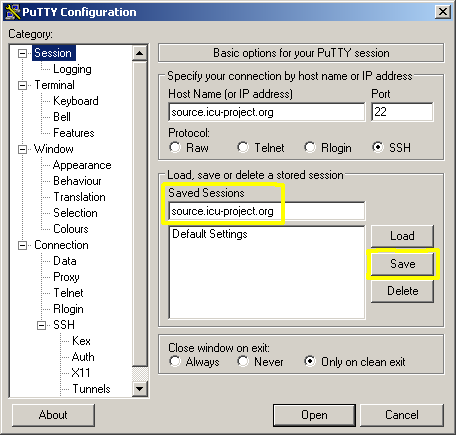 PuTTY Configuration
Category:
Session
Logging
Terminal
Keyboard
Bell
Features
Window
Appearance
Behaviour
Translation
Selection
Colours
Connection
Data
Proxy
Telnet
Rlogin
SSH
Kex
Auth
X11
Tunnels
Basic options for your PuTTY session
Specify your connection by host name or IP address
Host Name (or IP address) Port
source.icu-project.org 22
Protocol:
Raw Telnet Rlogin SSH
Load, save or delete a stored session
Saved Sessions
source.icu-project.org
Default Settings
Load
Save
Delete
Close window on exit:
Always Never Only on clean exit
About Open Cancel